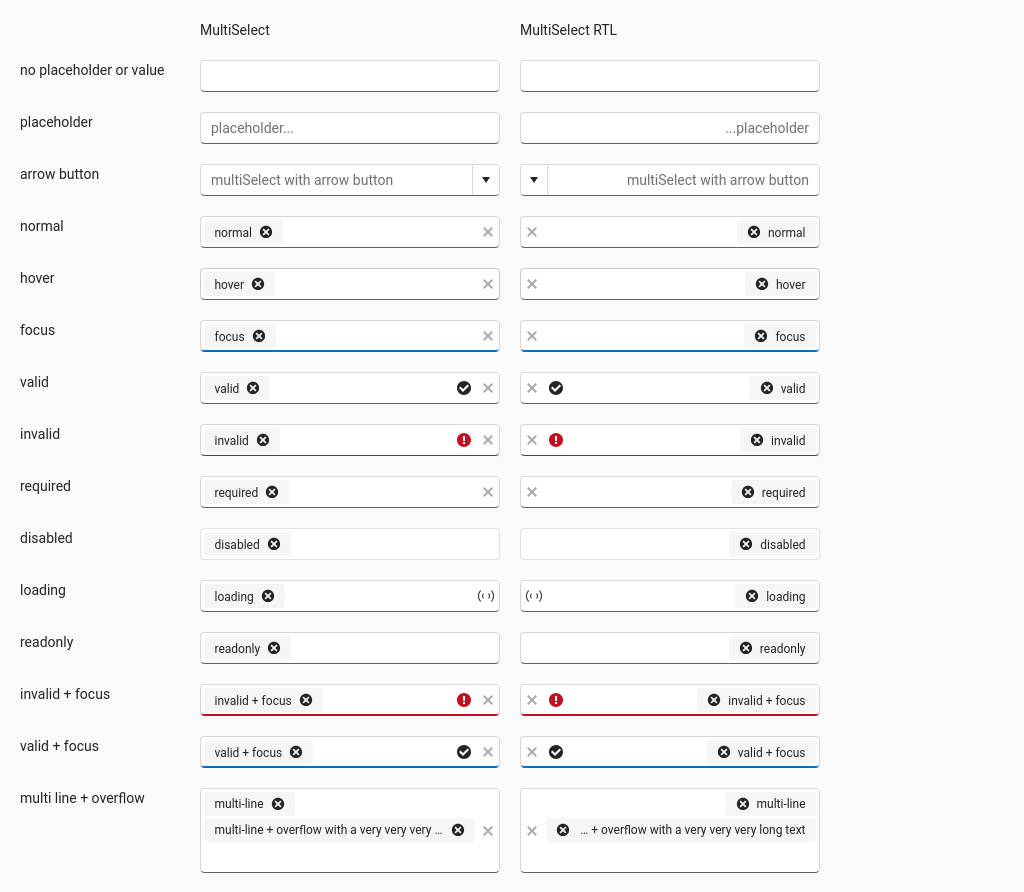 MultiSelect MultiSelect RTL
no placeholder or value
placeholder placeholder... ...placeholder
arrow button multiSelect with arrow button multiSelect with arrow button
normal normal normal
hover hover hover
focus focus focus
valid valid valid
invalid invalid invalid
required required required
disabled disabled disabled
loading loading loading
readonly readonly readonly
invalid + focus invalid + focus invalid + focus
valid + focus valid + focus valid + focus
multi line + overflow multi-line multi-line
multi-line + overflow with a very very very ... ... + overflow with a very very very long text